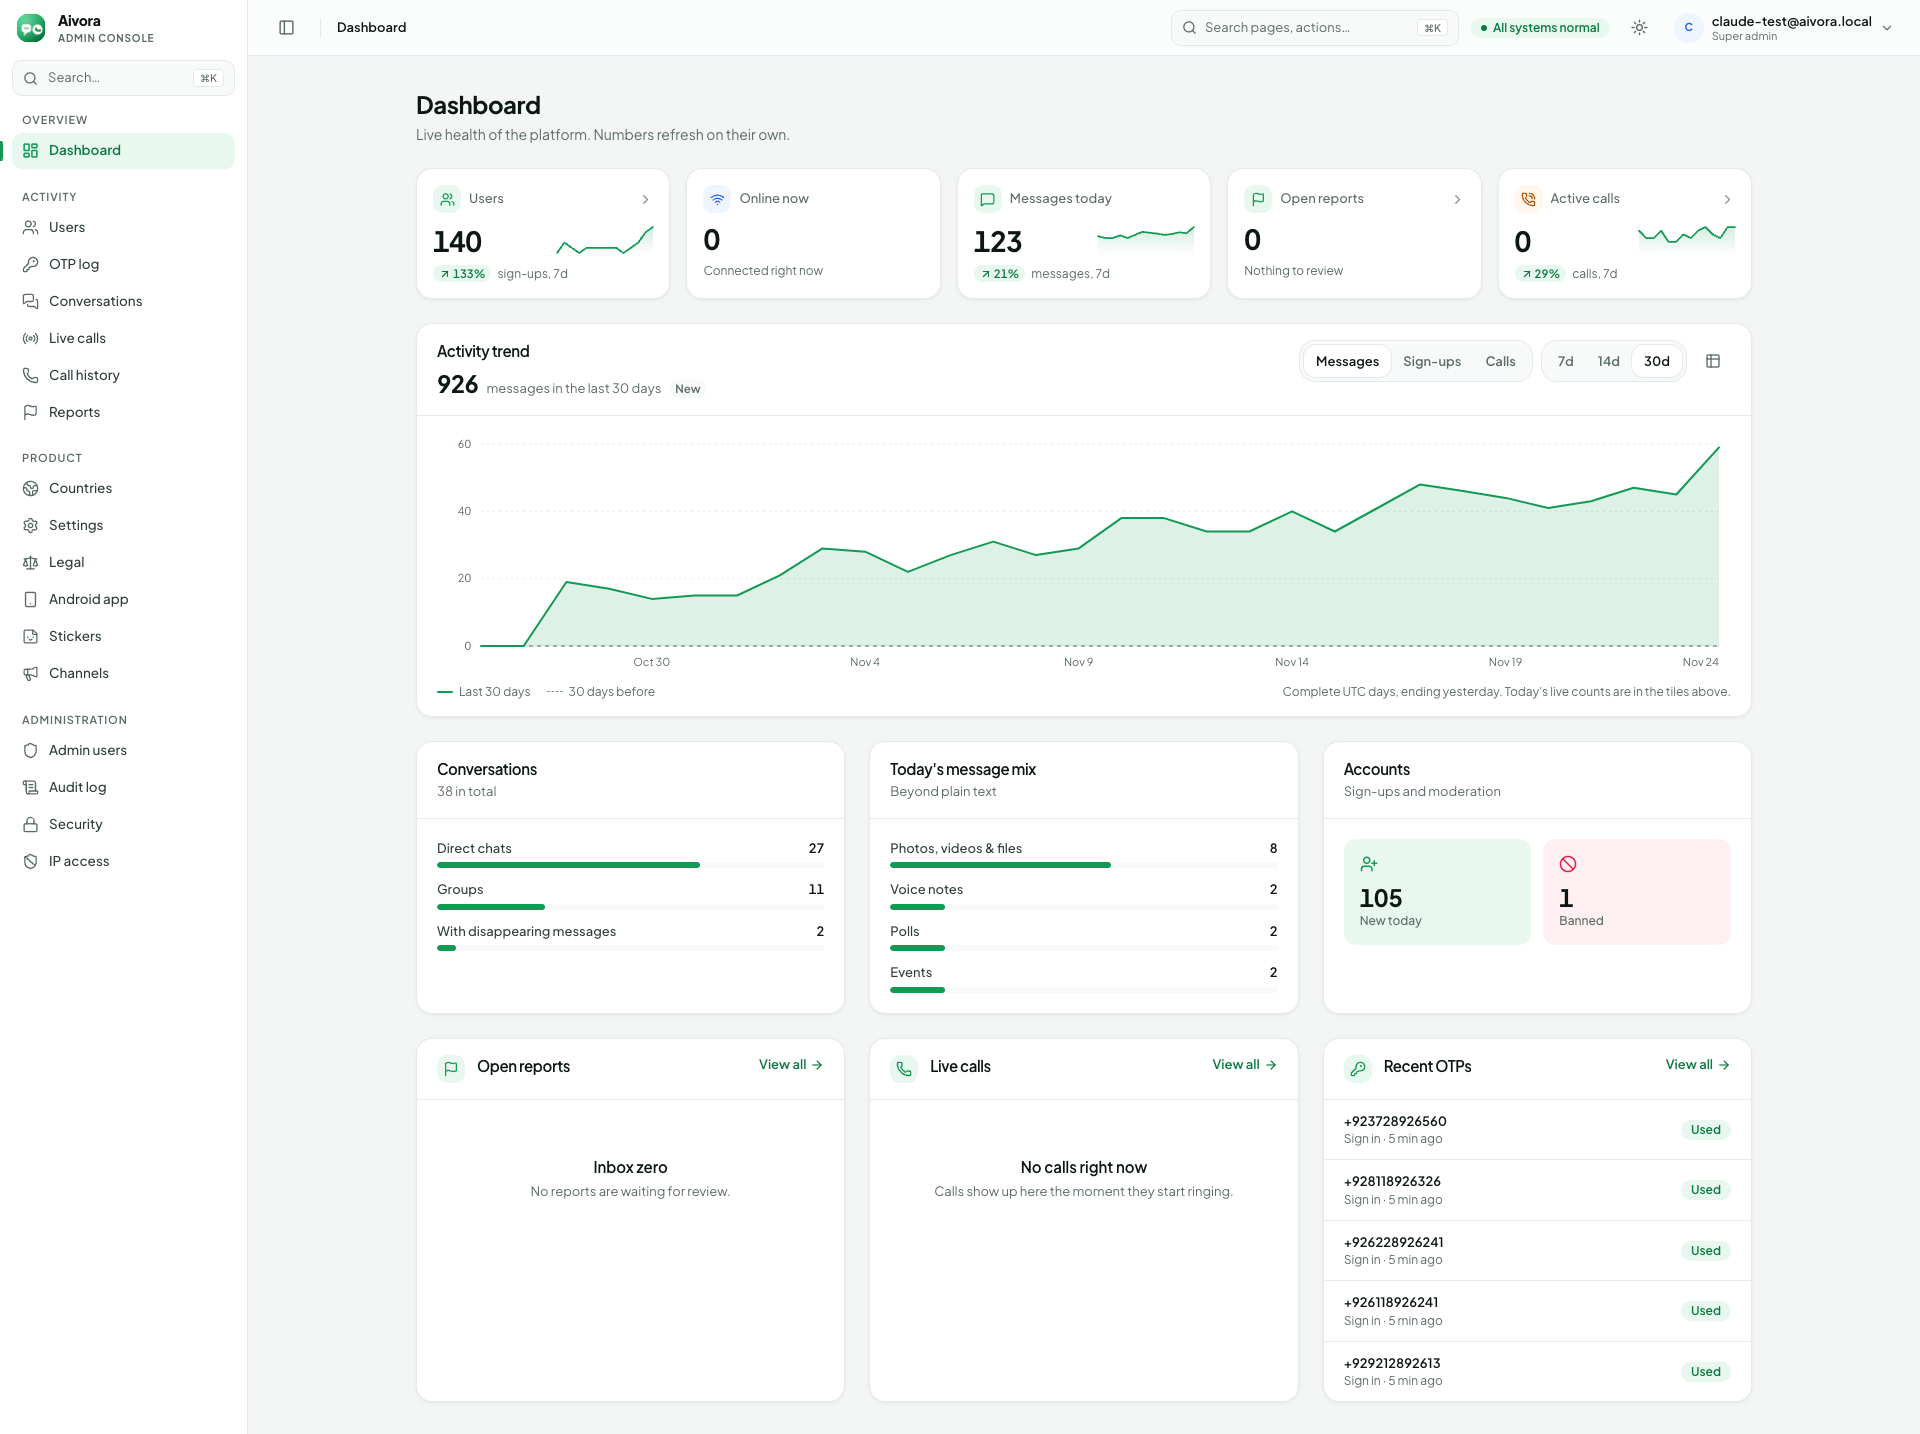 Aivora
ADMIN CONSOLE
Search...
⌘K
OVERVIEW
Dashboard
ACTIVITY
Users
OTP log
Conversations
Live calls
Call history
Reports
PRODUCT
Countries
Settings
Legal
Android app
Stickers
Channels
ADMINISTRATION
Admin users
Audit log
Security
IP access
Dashboard
Search pages, actions...
⌘K
All systems normal
C
claude-test@aivora.local
Super admin
Dashboard
Live health of the platform. Numbers refresh on their own.
Users
140
133% sign-ups, 7d
Online now
0
Connected right now
Messages today
123
21% messages, 7d
Open reports
0
Nothing to review
Active calls
0
29% calls, 7d
Activity trend
926 messages in the last 30 days New
Messages Sign-ups Calls
7d 14d 30d
60
40
20
0
Oct 30 Nov 4 Nov 9 Nov 14 Nov 19 Nov 24
Last 30 days 30 days before
Complete UTC days, ending yesterday. Today's live counts are in the tiles above.
Conversations
38 in total
Direct chats 27
Groups 11
With disappearing messages 2
Today's message mix
Beyond plain text
Photos, videos & files 8
Voice notes 2
Polls 2
Events 2
Accounts
Sign-ups and moderation
105
New today
1
Banned
Open reports View all
Inbox zero
No reports are waiting for review.
Live calls View all
No calls right now
Calls show up here the moment they start ringing.
Recent OTPs View all
+923728926560
Sign in · 5 min ago
Used
+928118926326
Sign in · 5 min ago
Used
+926228926241
Sign in · 5 min ago
Used
+926118926241
Sign in · 5 min ago
Used
+929212892613
Sign in · 5 min ago
Used